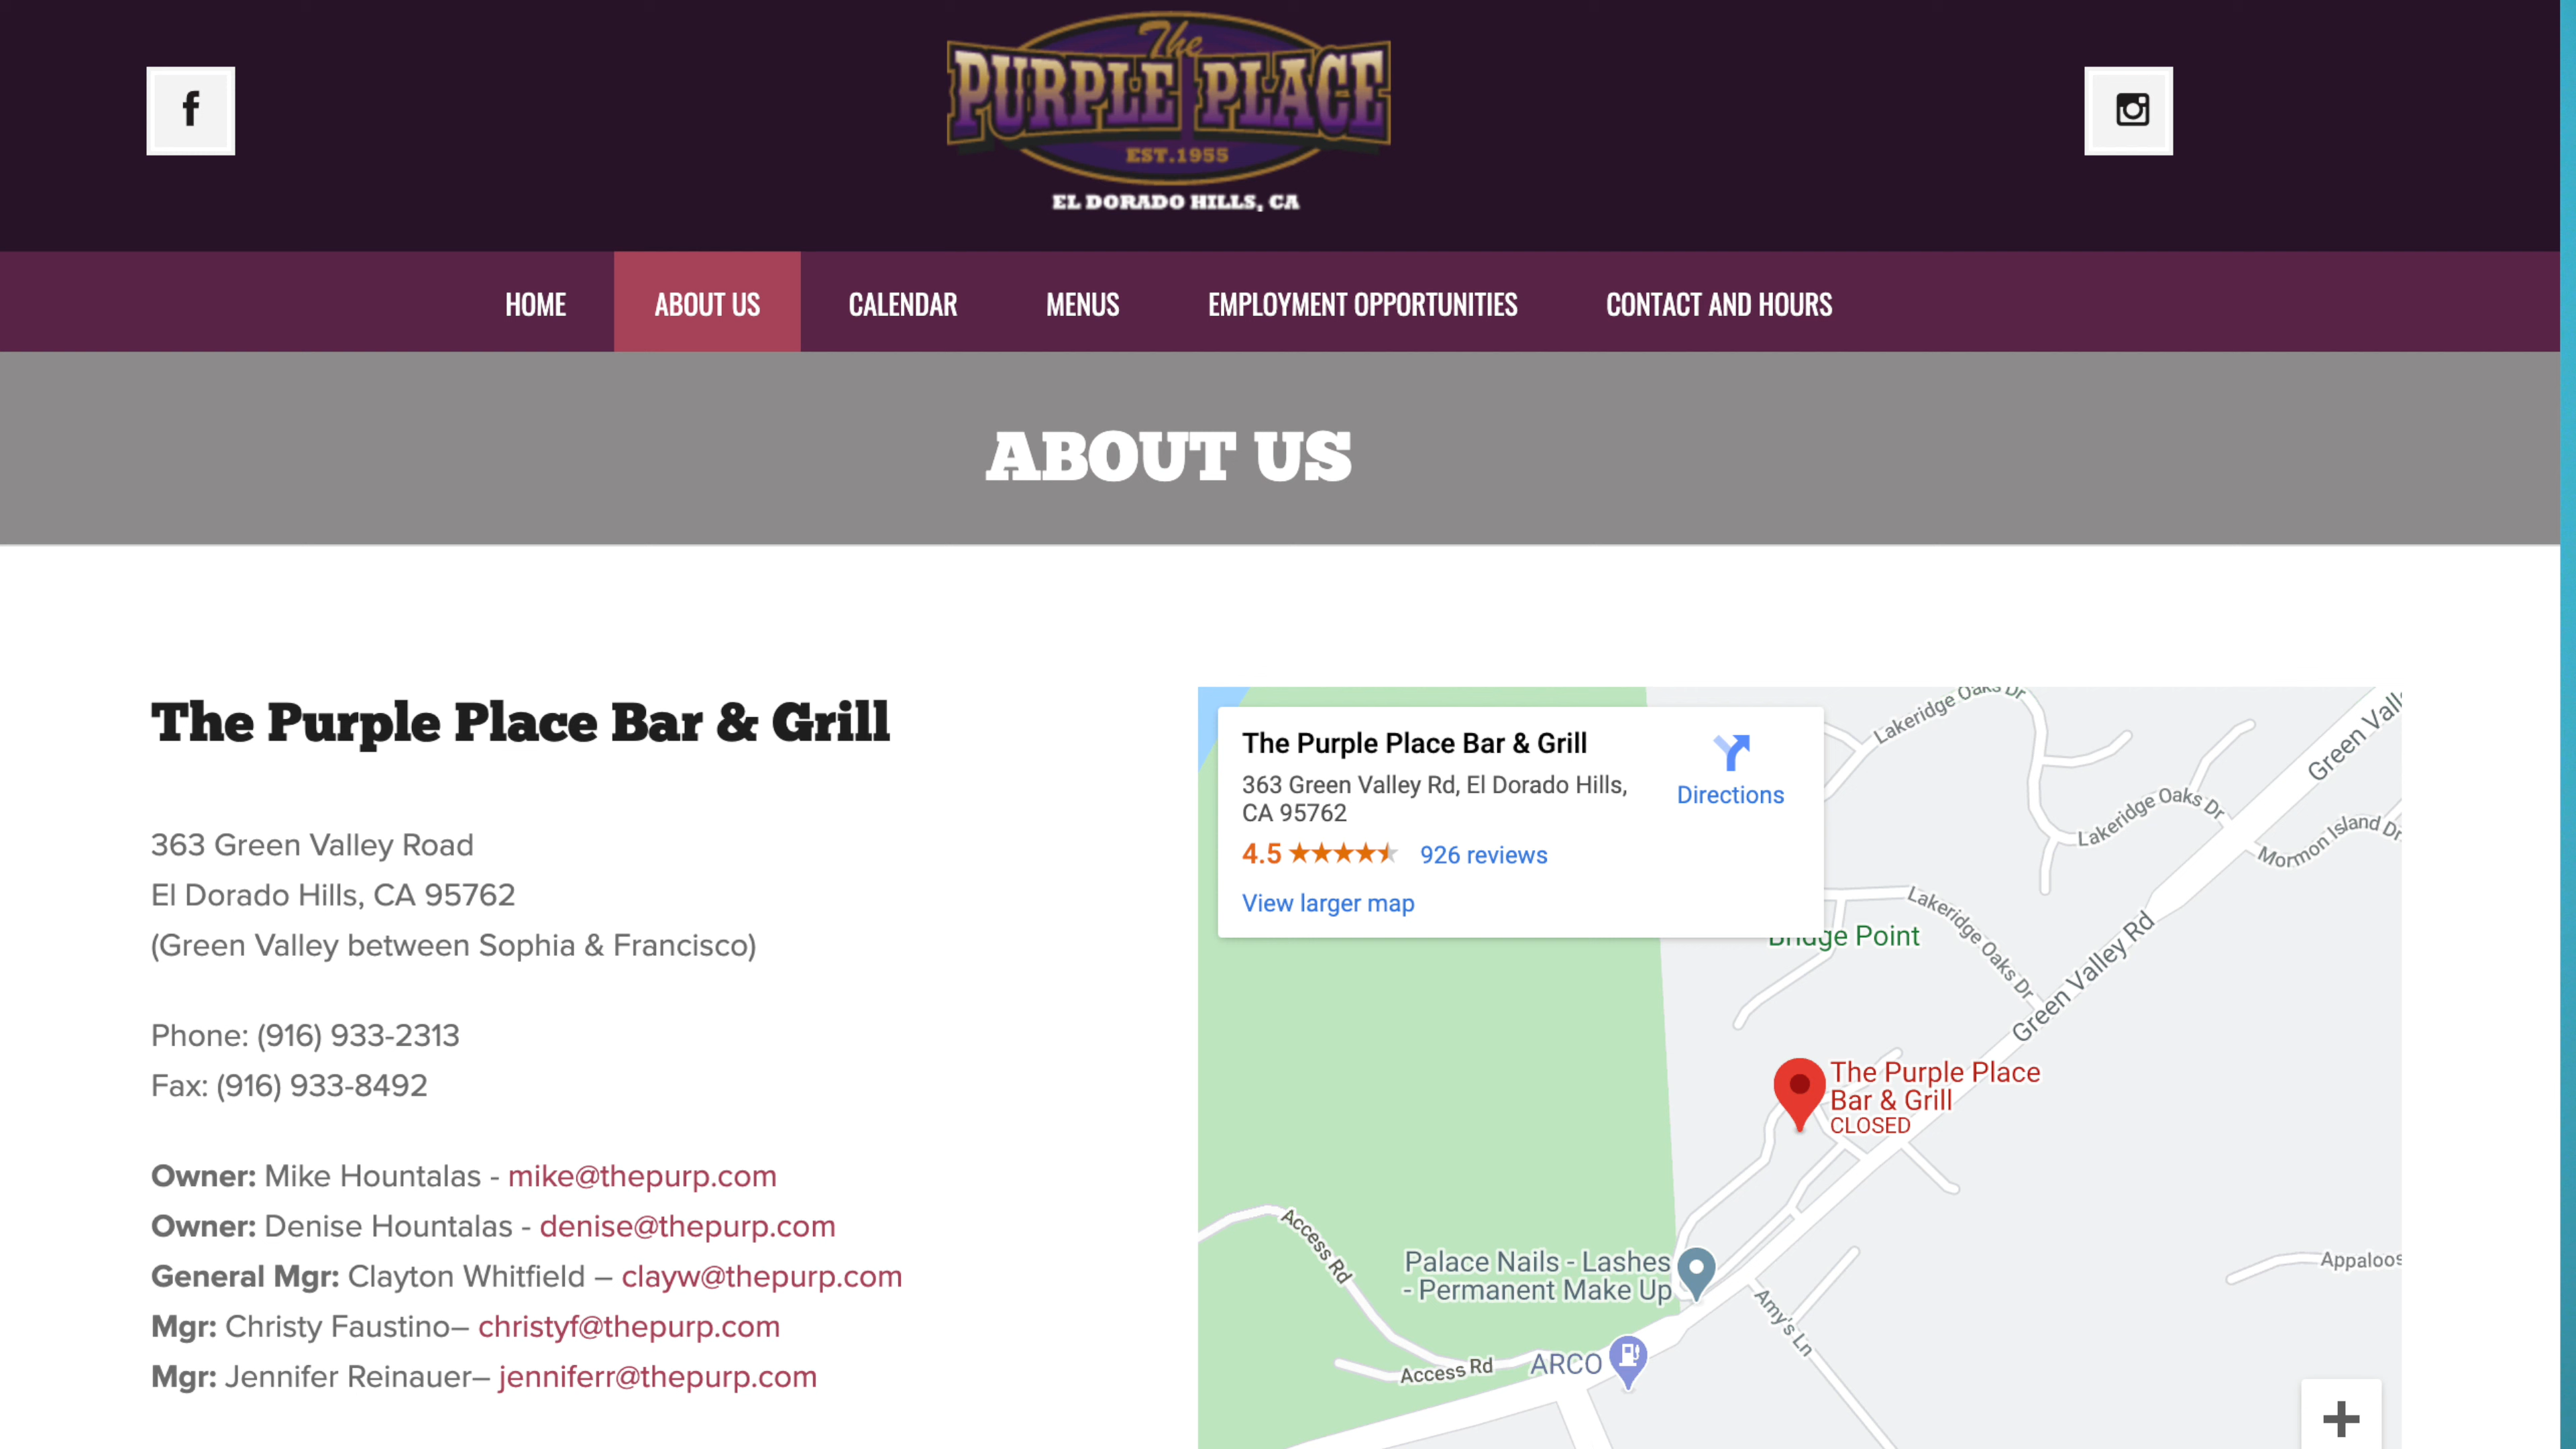 The
PURPLE PLACE
EST.1955
EL DORADO HILLS, CA
HOME
ABOUT US
CALENDAR
MENUS
EMPLOYMENT OPPORTUNITIES
CONTACT AND HOURS
ABOUT US
The Purple Place Bar & Grill
363 Green Valley Road
El Dorado Hills, CA 95762
(Green Valley between Sophia & Francisco)
Phone: (916) 933-2313
Fax: (916) 933-8492
Owner: Mike Hountalas - mike@thepurp.com
Owner: Denise Hountalas - denise@thepurp.com
General Mgr: Clayton Whitfield – clayw@thepurp.com
Mgr: Christy Faustino– christyf@thepurp.com
Mgr: Jennifer Reinauer– jenniferr@thepurp.com
The Purple Place Bar & Grill
363 Green Valley Rd, El Dorado Hills,
CA 95762
4.5
926 reviews
View larger map
Directions
Lakeridge Oaks Dr
Green Vall
Lakeridge Oaks Dr
Mormon Island Dr
Lakeridge Oaks Dr
Bridge Point
Green Valley Rd
The Purple Place
Bar & Grill
CLOSED
Access Rd
Palace Nails - Lashes
- Permanent Make Up
Amy's Ln
Appaloos
ARCO
Access Rd